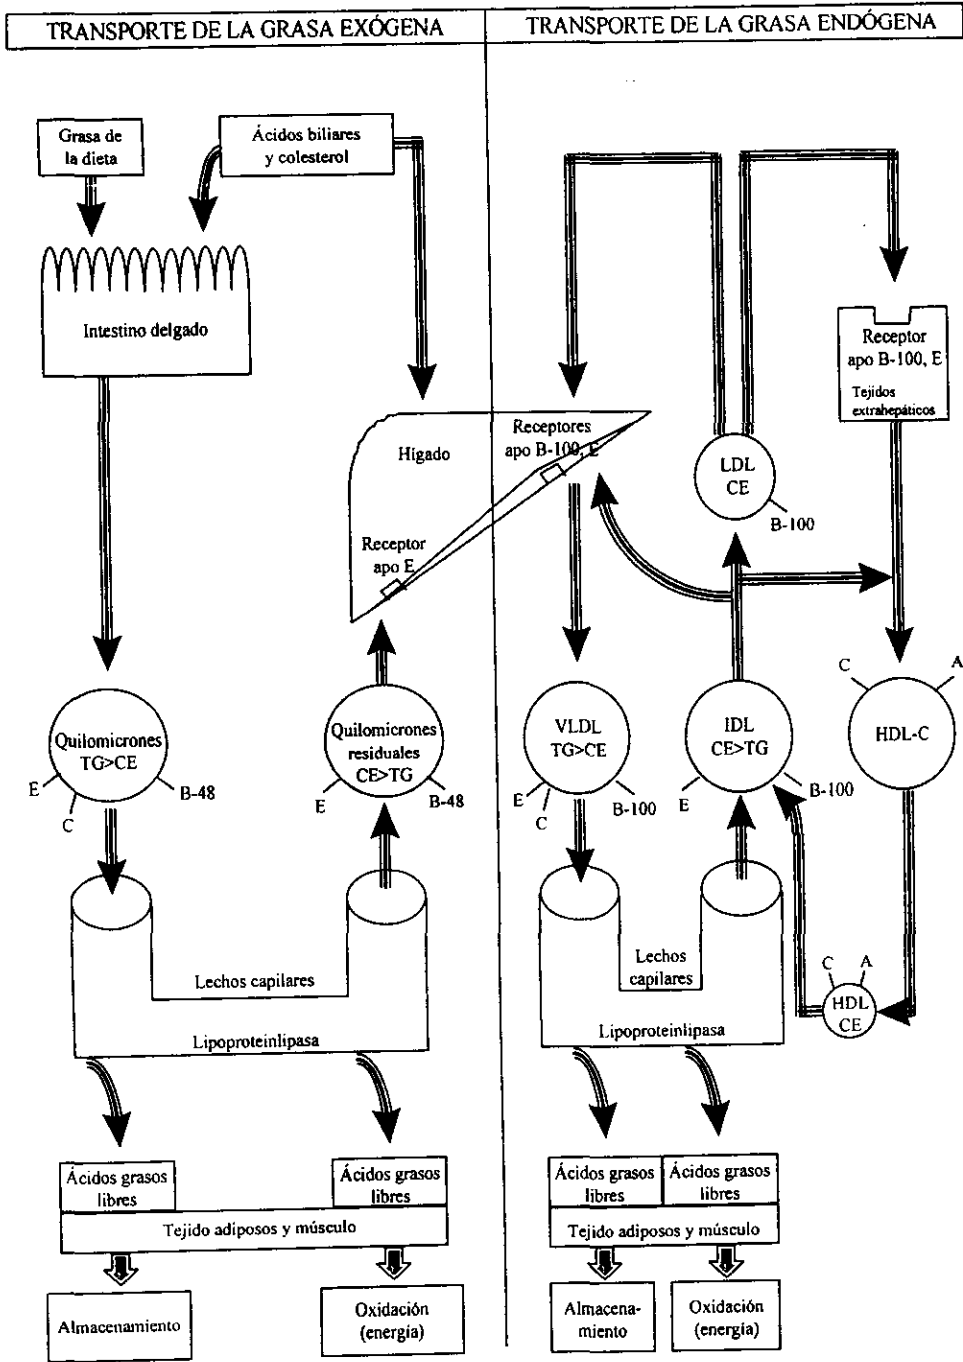 TRANSPORTE DE LA GRASA EXÓGENA
TRANSPORTE DE LA GRASA ENDÓGENA
Grasa de
la dieta
Ácidos biliares
y colesterol
Intestino delgado
Hígado
Receptores
apo B-100, E
Receptor
apo E
LDL
CE
B-100
Receptor
apo B-100, E
Tejidos
extrahepáticos
Quilomicrones
TG>CE
E
C
B-48
Quilomicrones
residuales
CE>TG
E
B-48
VLDL
TG>CE
E
C
B-100
IDL
CE>TG
E
B-100
C
A
HDL-C
C
A
HDL
CE
Lechos capilares
Lipoproteinlipasa
Lechos
capilares
Lipoproteinlipasa
Ácidos grasos
libres
Ácidos grasos
libres
Tejido adiposos y músculo
Almacenamiento
Oxidación
(energía)
Ácidos grasos
libres
Ácidos grasos
libres
Tejido adiposos y músculo
Almacena-
miento
Oxidación
(energía)